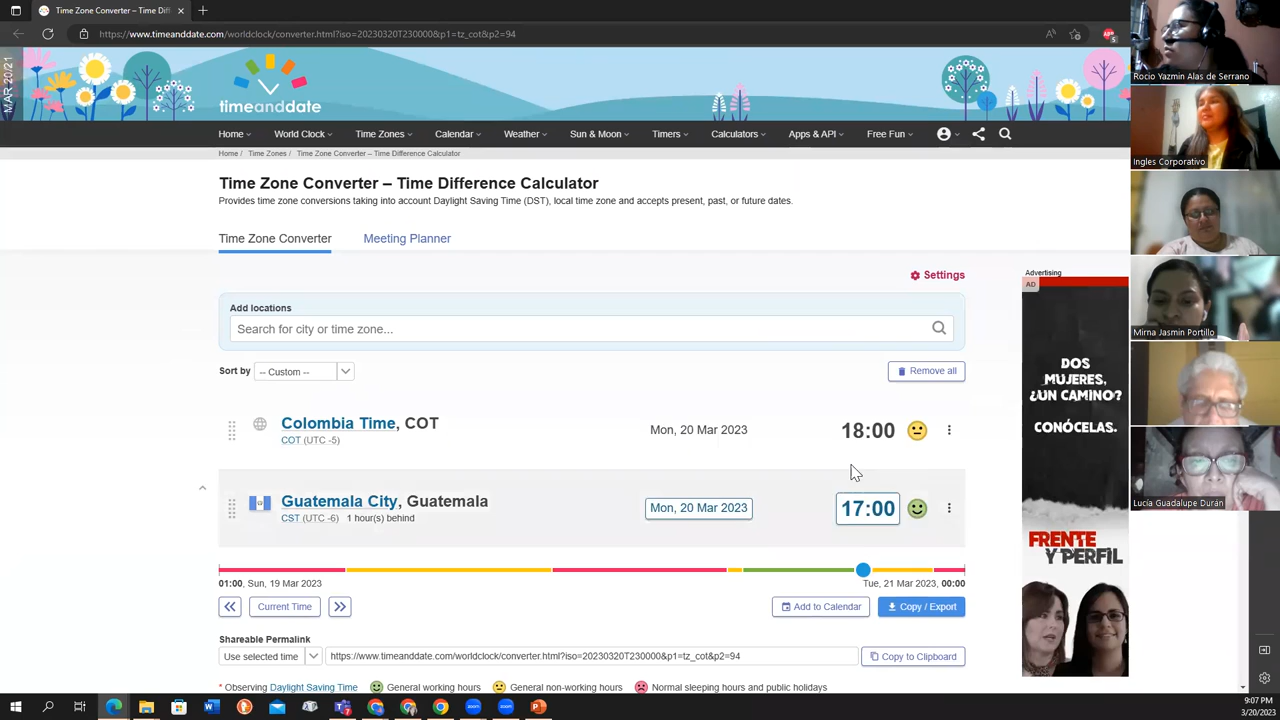 Time Zone Converter – Time Dif
https://www.timeanddate.com/worldclock/converter.html?iso=20230320T230000&p1=tz_cot&p2=94
MAR 20/21
timeanddate
Home
World Clock
Time Zones
Calendar
Weather
Sun & Moon
Timers
Calculators
Apps & API
Free Fun
Home / Time Zones / Time Zone Converter – Time Difference Calculator
Time Zone Converter – Time Difference Calculator
Provides time zone conversions taking into account Daylight Saving Time (DST), local time zone and accepts present, past, or future dates.
Time Zone Converter
Meeting Planner
Settings
Add locations
Search for city or time zone...
Sort by
-- Custom --
Remove all
Colombia Time, COT
COT (UTC -5)
Mon, 20 Mar 2023
18:00
Guatemala City, Guatemala
CST (UTC -6) 1 hour(s) behind
Mon, 20 Mar 2023
17:00
01:00, Sun, 19 Mar 2023
Tue, 21 Mar 2023, 00:00
Current Time
Add to Calendar
Copy / Export
Shareable Permalink
Use selected time
https://www.timeanddate.com/worldclock/converter.html?iso=20230320T230000&p1=tz_cot&p2=94
Copy to Clipboard
* Observing Daylight Saving Time
General working hours
General non-working hours
Normal sleeping hours and public holidays
Advertising
AD
DOS
MUJERES,
¿UN CAMINO?
CONÓCELAS.
FRENTE
Y PERFIL
Rocio Yazmin Alas de Serrano
Ingles Corporativo
Mirna Jasmin Portillo
Lucía Guadalupe Durán
9:07 PM
3/20/2023